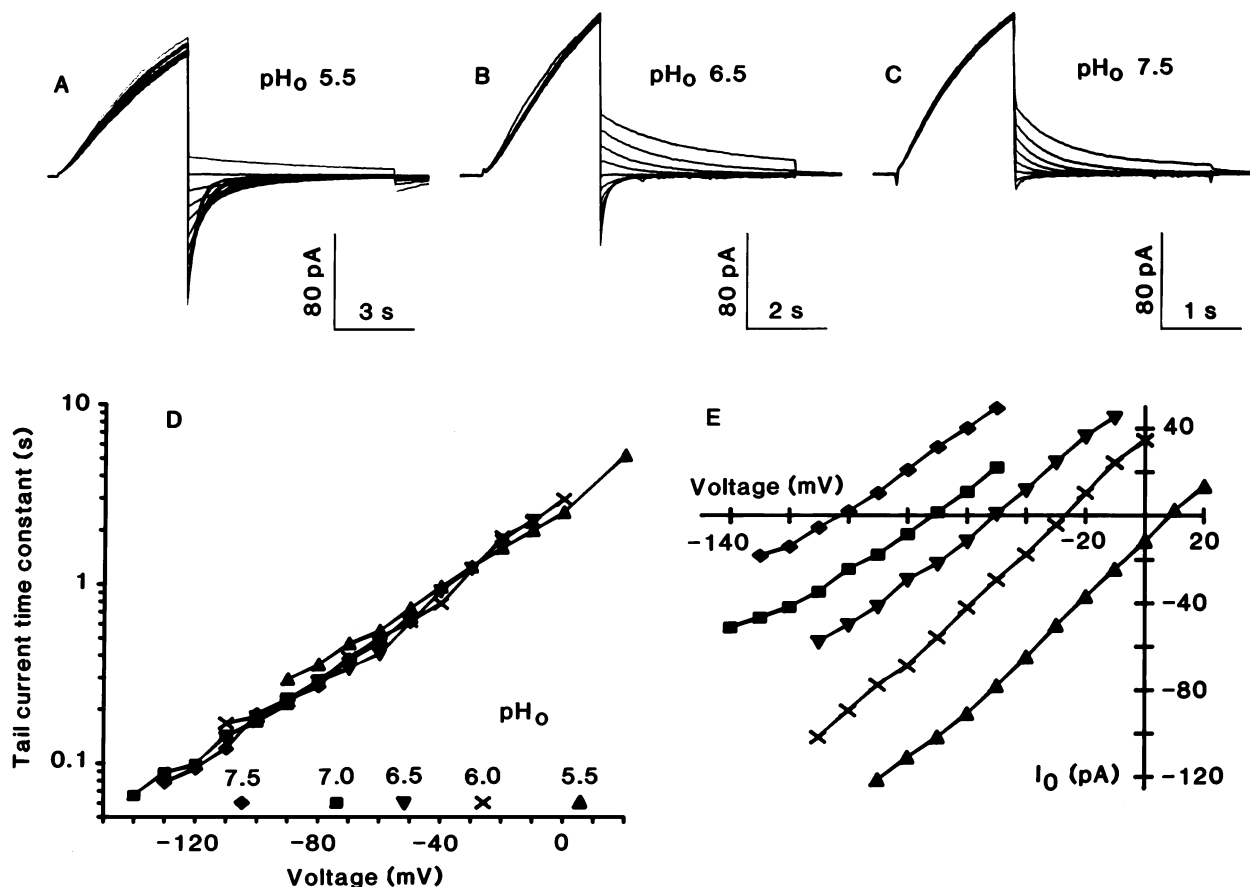 A
pHo 5.5
80 pA
3 s
B
pHo 6.5
80 pA
2 s
C
pHo 7.5
80 pA
1 s
D
Tail current time constant (s)
10
1
0.1
pHo
7.5 7.0 6.5 6.0 5.5
−120 −80 −40 0
Voltage (mV)
E
Voltage (mV)
−140 −20 20
40
−40
−80
−120
Io (pA)